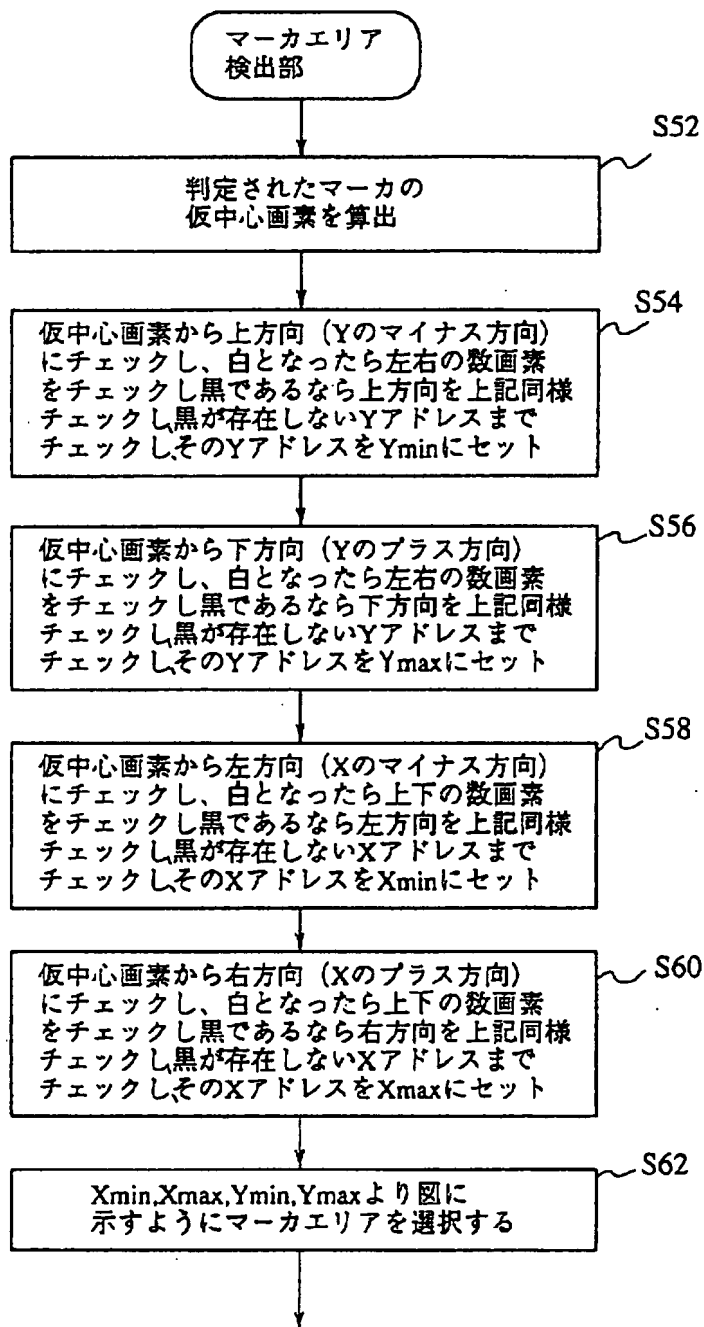 マーカエリア
検出部
S52
判定されたマーカの
仮中心画素を算出
S54
仮中心画素から上方向（Yのマイナス方向）
にチェックし、白となったら左右の数画素
をチェックし黒であるなら上方向を上記同様
チェックし、黒が存在しないYアドレスまで
チェックし、そのYアドレスをYminにセット
S56
仮中心画素から下方向（Yのプラス方向）
にチェックし、白となったら左右の数画素
をチェックし黒であるなら下方向を上記同様
チェックし、黒が存在しないYアドレスまで
チェックし、そのYアドレスをYmaxにセット
S58
仮中心画素から左方向（Xのマイナス方向）
にチェックし、白となったら上下の数画素
をチェックし黒であるなら左方向を上記同様
チェックし、黒が存在しないXアドレスまで
チェックし、そのXアドレスをXminにセット
S60
仮中心画素から右方向（Xのプラス方向）
にチェックし、白となったら上下の数画素
をチェックし黒であるなら右方向を上記同様
チェックし、黒が存在しないXアドレスまで
チェックし、そのXアドレスをXmaxにセット
S62
Xmin,Xmax,Ymin,Ymaxより図に
示すようにマーカエリアを選択する